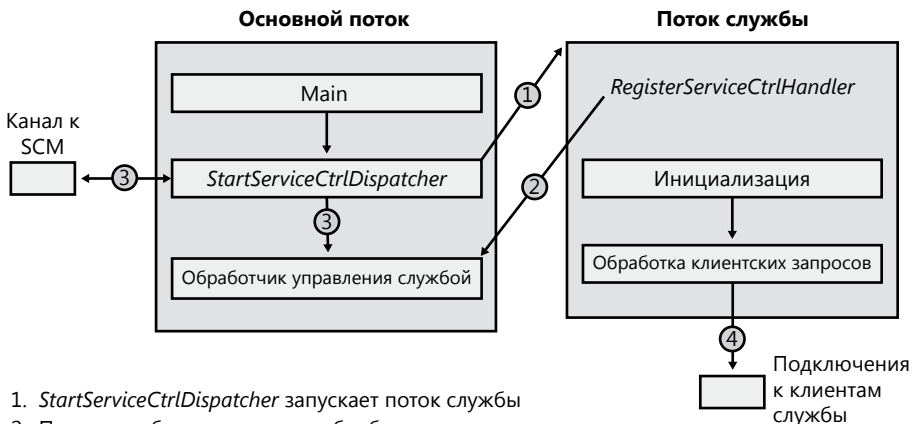 Основной поток
Поток службы
Main
1
RegisterServiceCtrlHandler
Канал к
SCM
3
StartServiceCtrlDispatcher
2
Инициализация
3
Обработчик управления службой
Обработка клиентских запросов
4
Подключения
к клиентам
службы
1. StartServiceCtrlDispatcher запускает поток службы